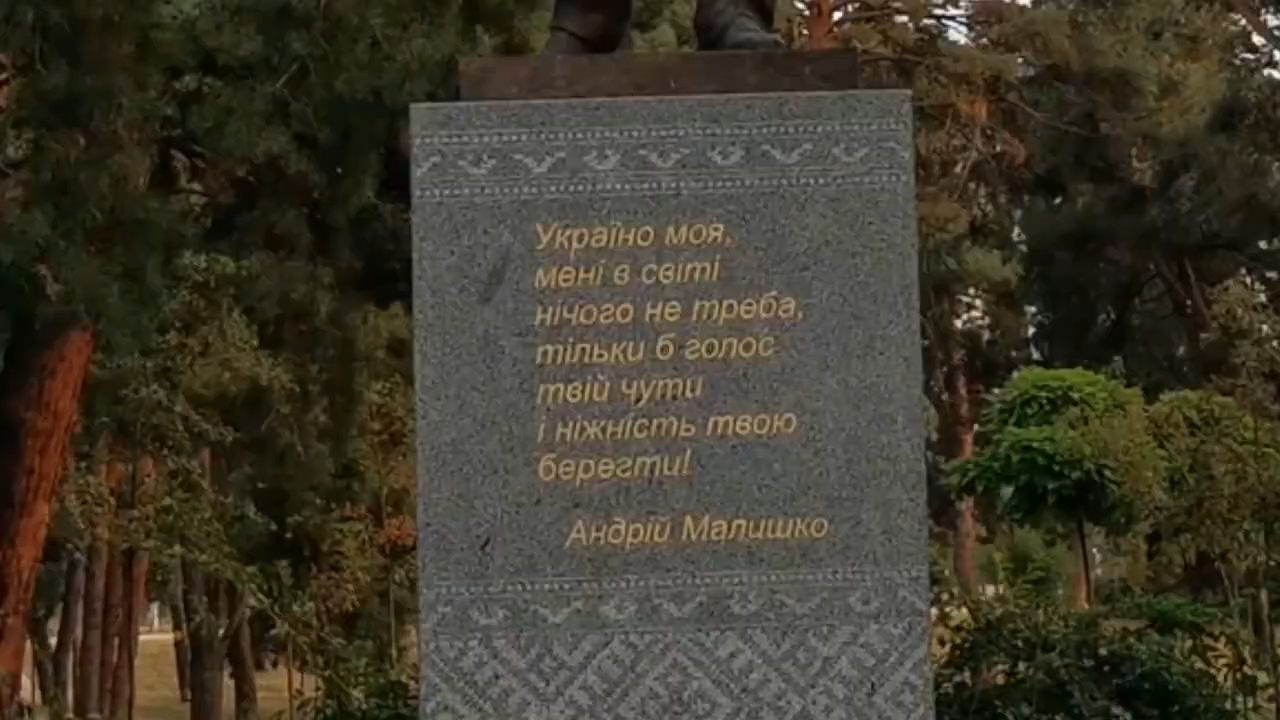 Україно моя,
мені в світі
нічого не треба,
тільки б голос
твій чути
і ніжність твою
берегти!
Андрій Малишко